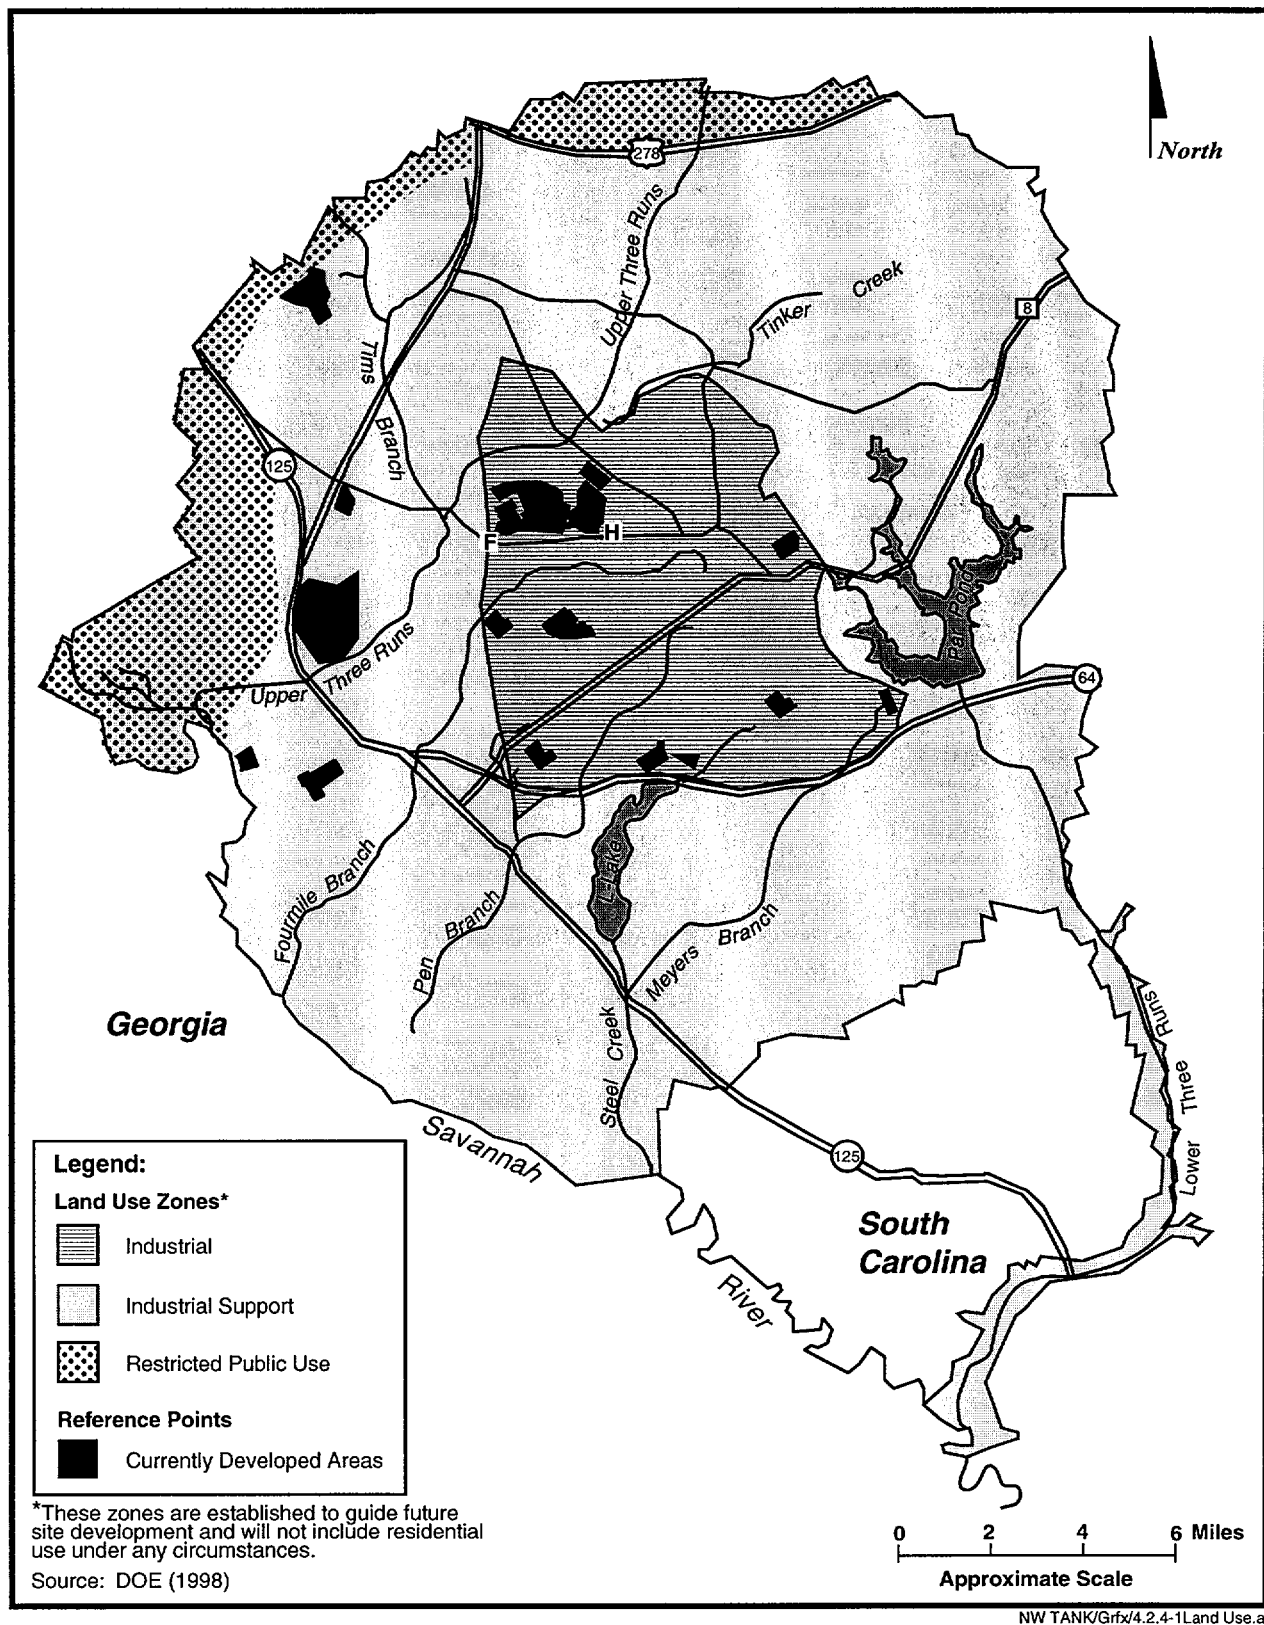 North
278
Upper Three Runs
Tinker
Creek
8
Tims
Branch
125
F
H
Par Pond
Upper
Three Runs
64
Fourmile Branch
L-Lake
Pen
Branch
Meyers
Branch
Georgia
Steel Creek
Lower Three Runs
Savannah
River
125
South
Carolina
Legend:
Land Use Zones*
Industrial
Industrial Support
Restricted Public Use
Reference Points
Currently Developed Areas
*These zones are established to guide future
site development and will not include residential
use under any circumstances.
Source: DOE (1998)
0 2 4 6 Miles
Approximate Scale
NW TANK/Grfx/4.2.4-1Land Use.a